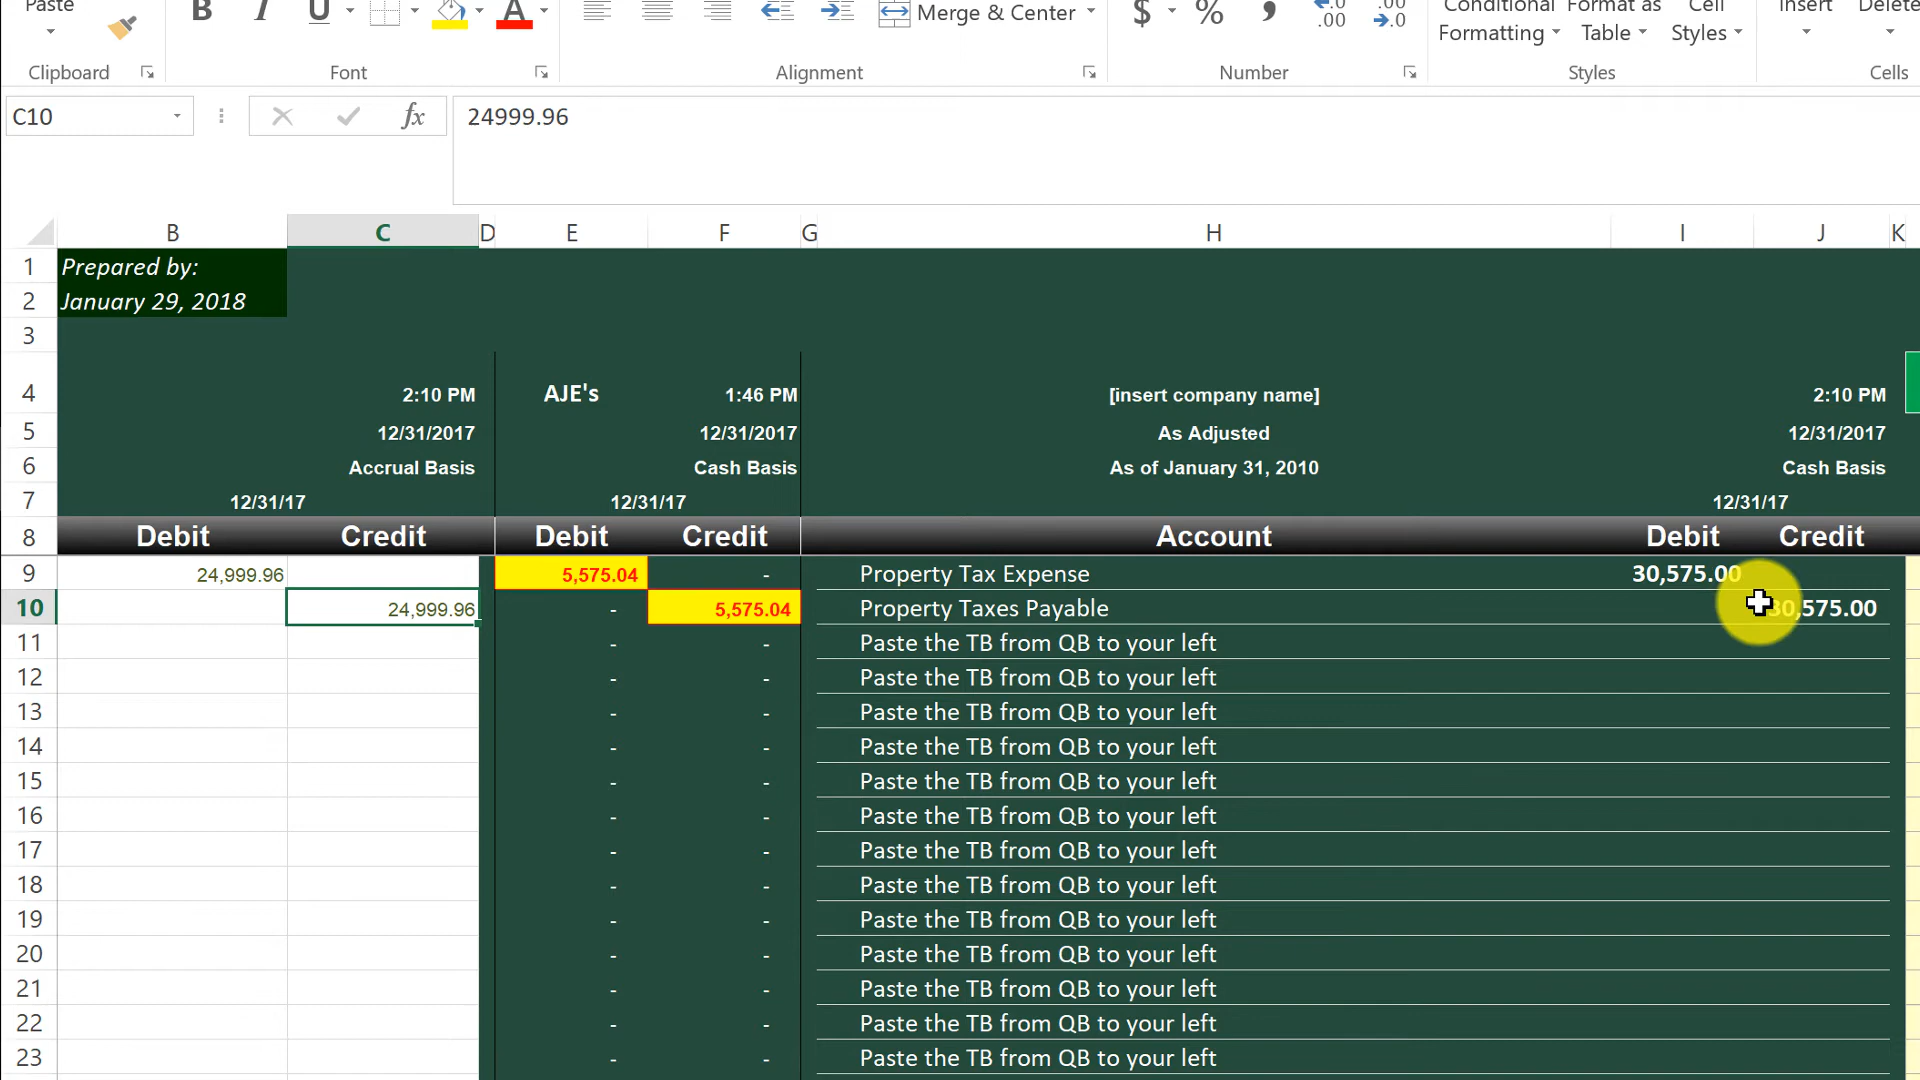 Paste B I U A Merge & Center $ % , .0 .00 .00 .0 Conditional Format as Cell Insert Delete
Formatting Table Styles
Clipboard Font Alignment Number Styles Cells
C10 fx 24999.96
B C D E F G H I J K
1 Prepared by:
2 January 29, 2018
3
4 2:10 PM AJE's 1:46 PM [insert company name] 2:10 PM
5 12/31/2017 12/31/2017 As Adjusted 12/31/2017
6 Accrual Basis Cash Basis As of January 31, 2010 Cash Basis
7 12/31/17 12/31/17 12/31/17
8 Debit Credit Debit Credit Account Debit Credit
9 24,999.96 5,575.04 - Property Tax Expense 30,575.00
10 24,999.96 - 5,575.04 Property Taxes Payable 30,575.00
11 - - Paste the TB from QB to your left
12 - - Paste the TB from QB to your left
13 - - Paste the TB from QB to your left
14 - - Paste the TB from QB to your left
15 - - Paste the TB from QB to your left
16 - - Paste the TB from QB to your left
17 - - Paste the TB from QB to your left
18 - - Paste the TB from QB to your left
19 - - Paste the TB from QB to your left
20 - - Paste the TB from QB to your left
21 - - Paste the TB from QB to your left
22 - - Paste the TB from QB to your left
23 - - Paste the TB from QB to your left